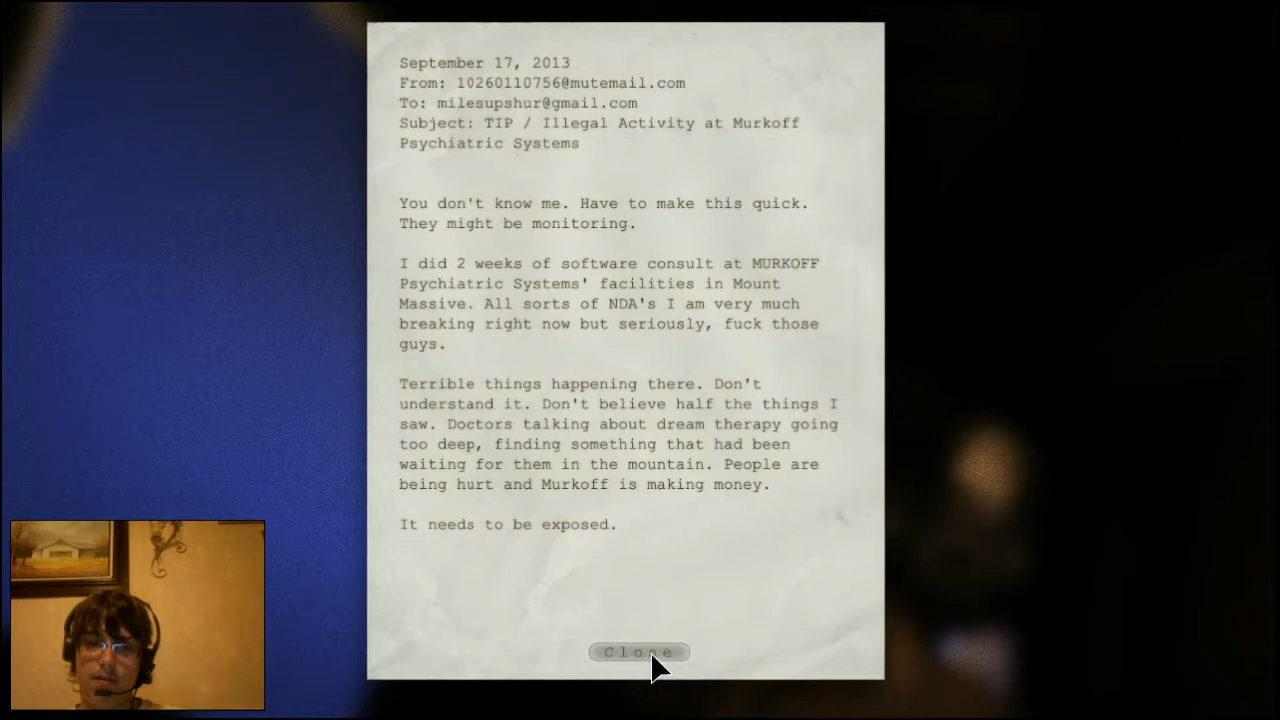 September 17, 2013
From: 10260110756@mutemail.com
To: milesupshur@gmail.com
Subject: TIP / Illegal Activity at Murkoff
Psychiatric Systems
You don't know me. Have to make this quick.
They might be monitoring.
I did 2 weeks of software consult at MURKOFF
Psychiatric Systems' facilities in Mount
Massive. All sorts of NDA's I am very much
breaking right now but seriously, fuck those
guys.
Terrible things happening there. Don't
understand it. Don't believe half the things I
saw. Doctors talking about dream therapy going
too deep, finding something that had been
waiting for them in the mountain. People are
being hurt and Murkoff is making money.
It needs to be exposed.
Close